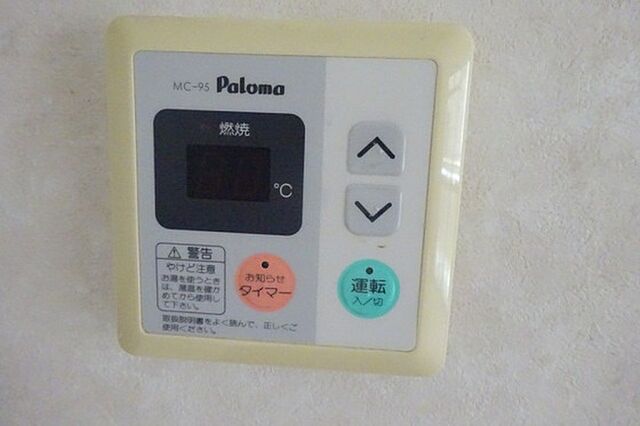 MC-95 Paloma
燃焼
℃
警告
やけど注意
お湯を使うとき
は、湯温を確か
めてから使用し
て下さい。
お知らせ
タイマー
運転
入/切
取扱説明書をよく読んで、正しくご
使用ください。